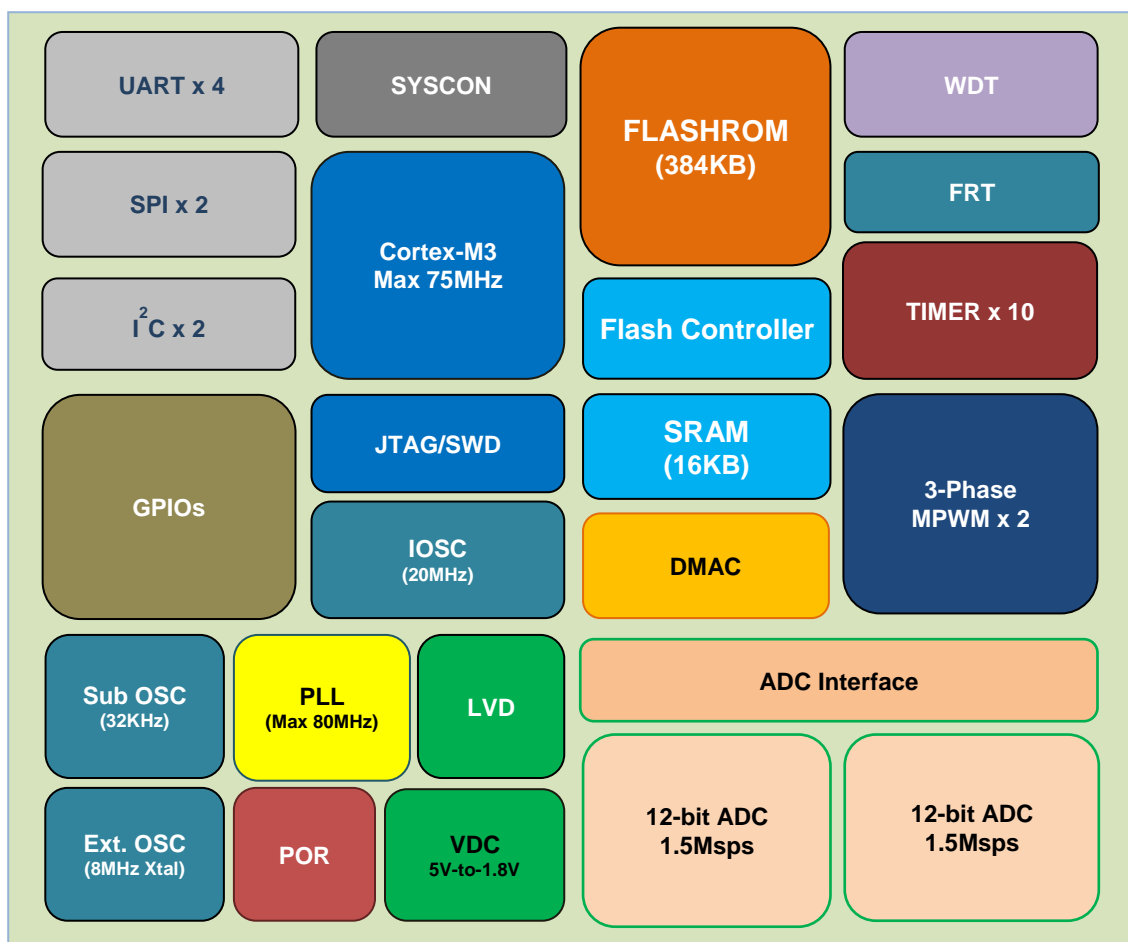 UART x 4
SYSCON
FLASHROM
(384KB)
WDT
SPI x 2
Cortex-M3
Max 75MHz
FRT
I²C x 2
Flash Controller
TIMER x 10
GPIOs
JTAG/SWD
SRAM
(16KB)
3-Phase
MPWM x 2
IOSC
(20MHz)
DMAC
Sub OSC
(32KHz)
PLL
(Max 80MHz)
LVD
ADC Interface
Ext. OSC
(8MHz Xtal)
POR
VDC
5V-to-1.8V
12-bit ADC
1.5Msps
12-bit ADC
1.5Msps